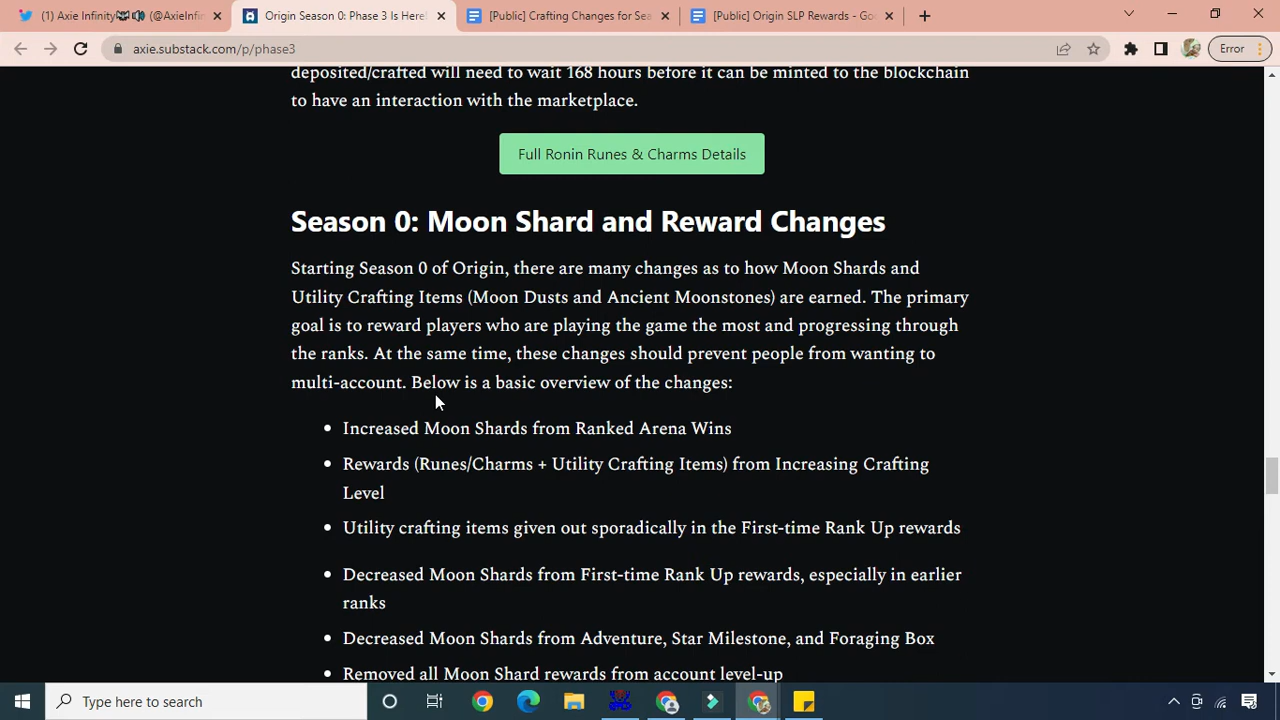 (1) Axie Infinity (@AxieInfi
Origin Season 0: Phase 3 Is Here!
[Public] Crafting Changes for Sea
[Public] Origin SLP Rewards - Goo
axie.substack.com/p/phase3
Error
deposited/crafted will need to wait 168 hours before it can be minted to the blockchain
to have an interaction with the marketplace.
Full Ronin Runes & Charms Details
Season 0: Moon Shard and Reward Changes
Starting Season 0 of Origin, there are many changes as to how Moon Shards and
Utility Crafting Items (Moon Dusts and Ancient Moonstones) are earned. The primary
goal is to reward players who are playing the game the most and progressing through
the ranks. At the same time, these changes should prevent people from wanting to
multi-account. Below is a basic overview of the changes:
• Increased Moon Shards from Ranked Arena Wins
• Rewards (Runes/Charms + Utility Crafting Items) from Increasing Crafting
Level
• Utility crafting items given out sporadically in the First-time Rank Up rewards
• Decreased Moon Shards from First-time Rank Up rewards, especially in earlier
ranks
• Decreased Moon Shards from Adventure, Star Milestone, and Foraging Box
• Removed all Moon Shard rewards from account level-up
Type here to search